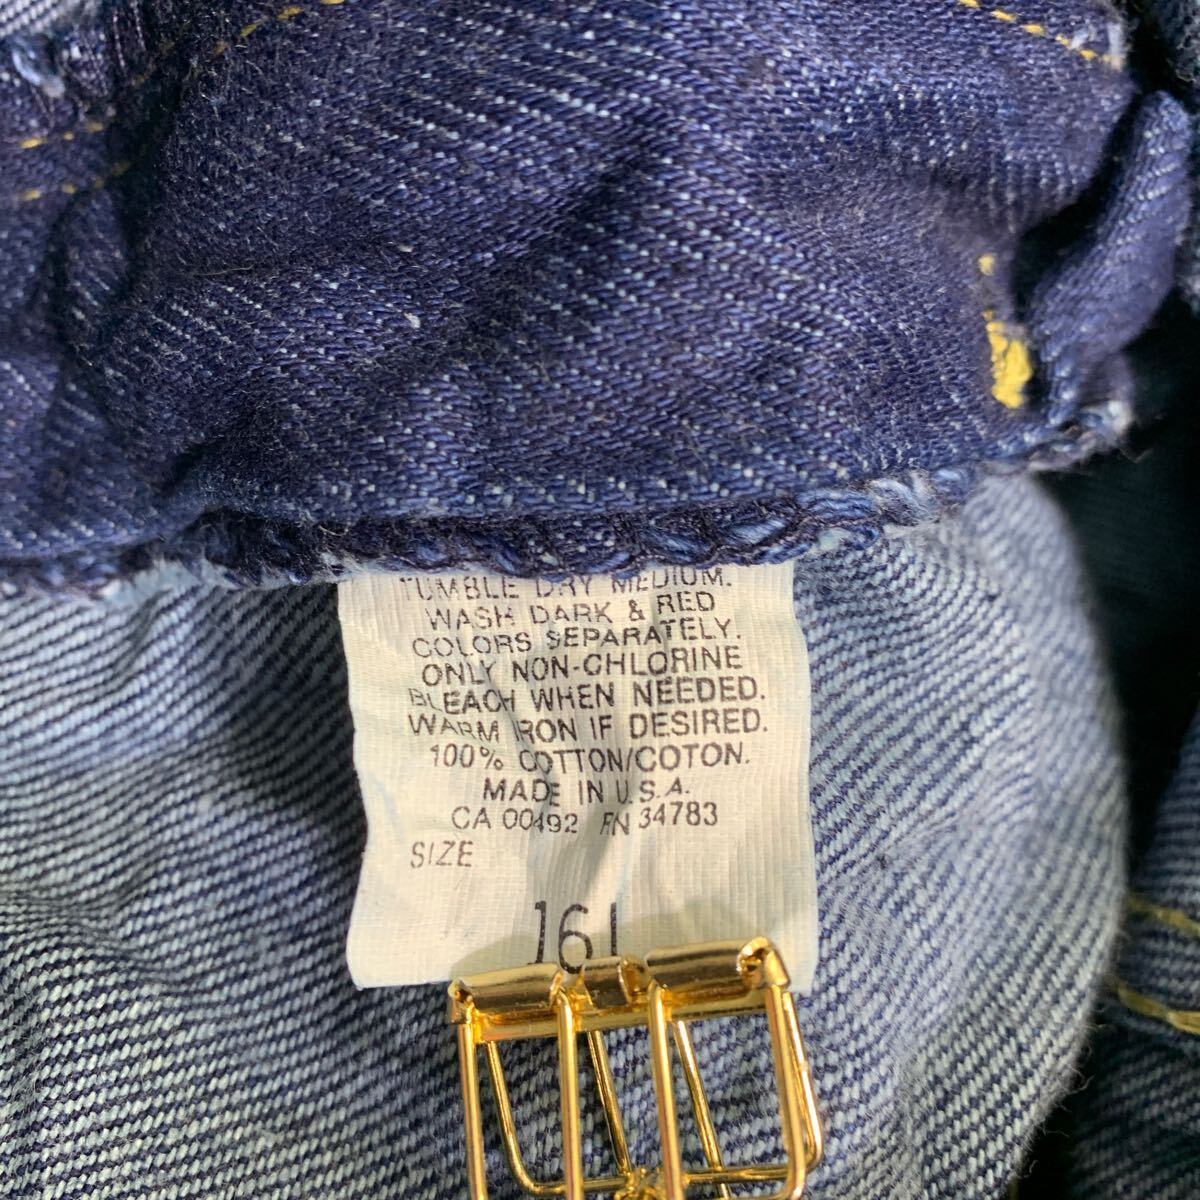 TUMBLE DRY MEDIUM.
WASH DARK & RED
COLORS SEPARATELY.
ONLY NON-CHLORINE
BLEACH WHEN NEEDED.
WARM IRON IF DESIRED.
100% COTTON/COTON.
MADE IN U.S.A.
CA 00492 RN 34783
SIZE
16L